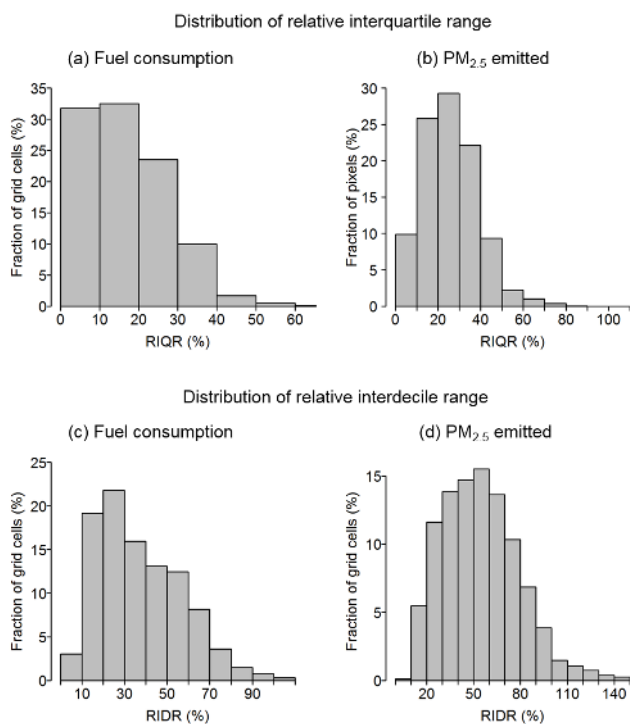 Distribution of relative interquartile range
(a) Fuel consumption
(b) PM2.5 emitted
Fraction of grid cells (%)
35
30
25
20
15
10
5
0
0 10 20 30 40 50 60
RIQR (%)
Fraction of pixels (%)
30
25
20
15
10
5
0
0 20 40 60 80 100
RIQR (%)
Distribution of relative interdecile range
(c) Fuel consumption
(d) PM2.5 emitted
Fraction of grid cells (%)
25
20
15
10
5
0
10 30 50 70 90
RIDR (%)
Fraction of grid cells (%)
15
10
5
0
20 50 80 110 140
RIDR (%)